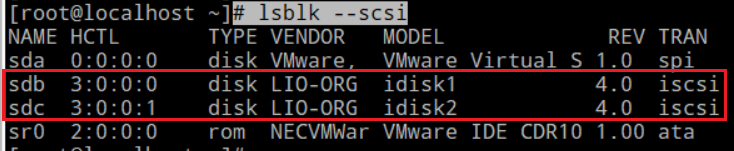 [root@localhost ~]# lsblk --scsi
NAME HCTL       TYPE VENDOR   MODEL             REV TRAN
sda  0:0:0:0    disk VMware,  VMware Virtual S 1.0  spi
sdb  3:0:0:0    disk LIO-ORG  idisk1           4.0  iscsi
sdc  3:0:0:1    disk LIO-ORG  idisk2           4.0  iscsi
sr0  2:0:0:0    rom  NECVMWar VMware IDE CDR10 1.00 ata